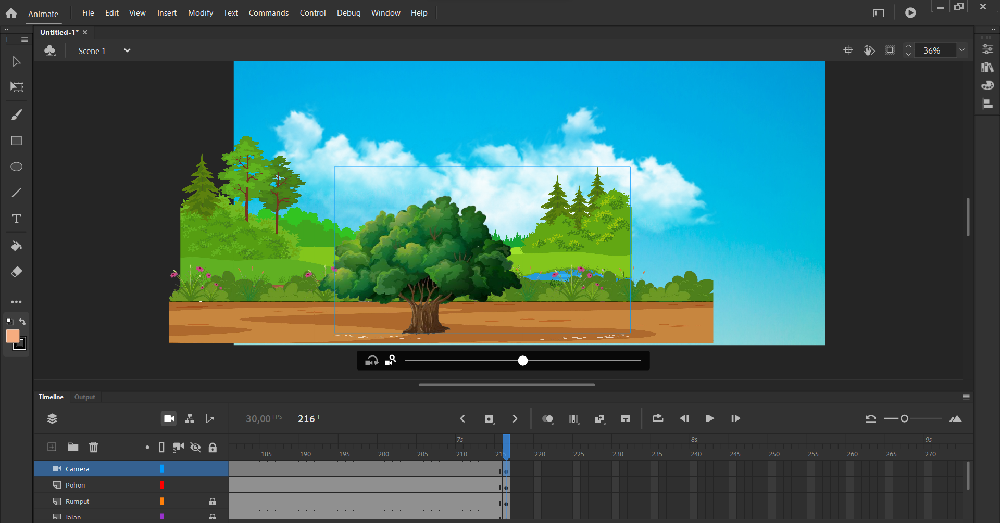 Animate File Edit View Insert Modify Text Commands Control Debug Window Help
Untitled-1*
Scene 1
36%
Timeline Output
30,00 FPS 216 F
7s 8s 9s
185 190 195 200 205 210 215 220 225 230 235 240 245 250 255 260 265 270
Camera
Pohon
Rumput
Jalan